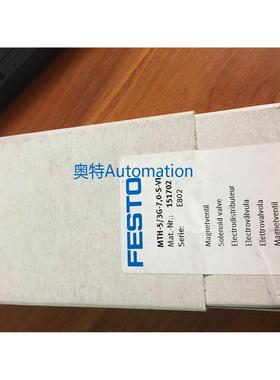 奥特Automation
FESTO
MTH-5/3G-7,0-S-VI
Mat.-Nr.: 151702
Serie: E802
Magnetventil
Solenoid valve
Electrodistributeur
Electroválvula
Elettrovalvola
Magnetventil